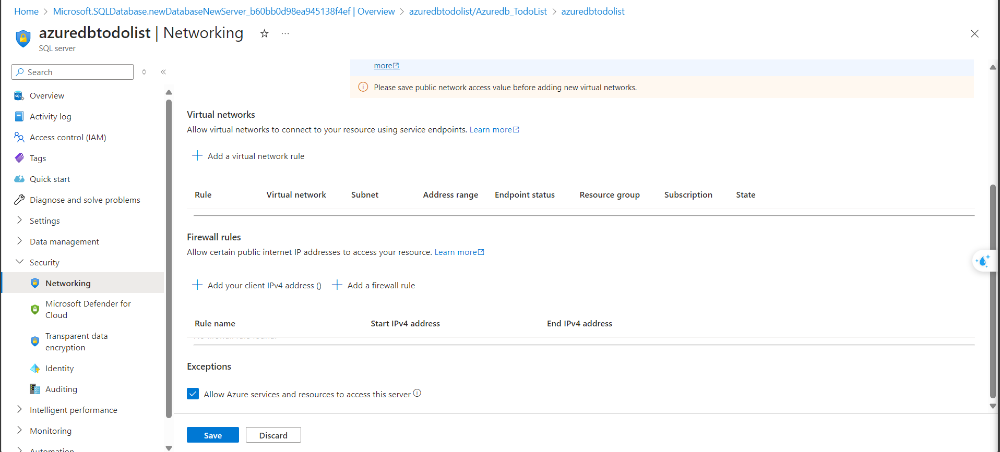 Home > Microsoft.SQLDatabase.newDatabaseNewServer_b60bb0d98ea945138f4ef | Overview > azuredbtodolist/Azuredb_TodoList > azuredbtodolist
azuredbtodolist | Networking
SQL server
Search
Overview
Activity log
Access control (IAM)
Tags
Quick start
Diagnose and solve problems
Settings
Data management
Security
Networking
Microsoft Defender for
Cloud
Transparent data
encryption
Identity
Auditing
Intelligent performance
Monitoring
Automation
more
Please save public network access value before adding new virtual networks.
Virtual networks
Allow virtual networks to connect to your resource using service endpoints. Learn more
Add a virtual network rule
Rule Virtual network Subnet Address range Endpoint status Resource group Subscription State
Firewall rules
Allow certain public internet IP addresses to access your resource. Learn more
Add your client IPv4 address () Add a firewall rule
Rule name Start IPv4 address End IPv4 address
No firewall rule found.
Exceptions
Allow Azure services and resources to access this server
Save Discard